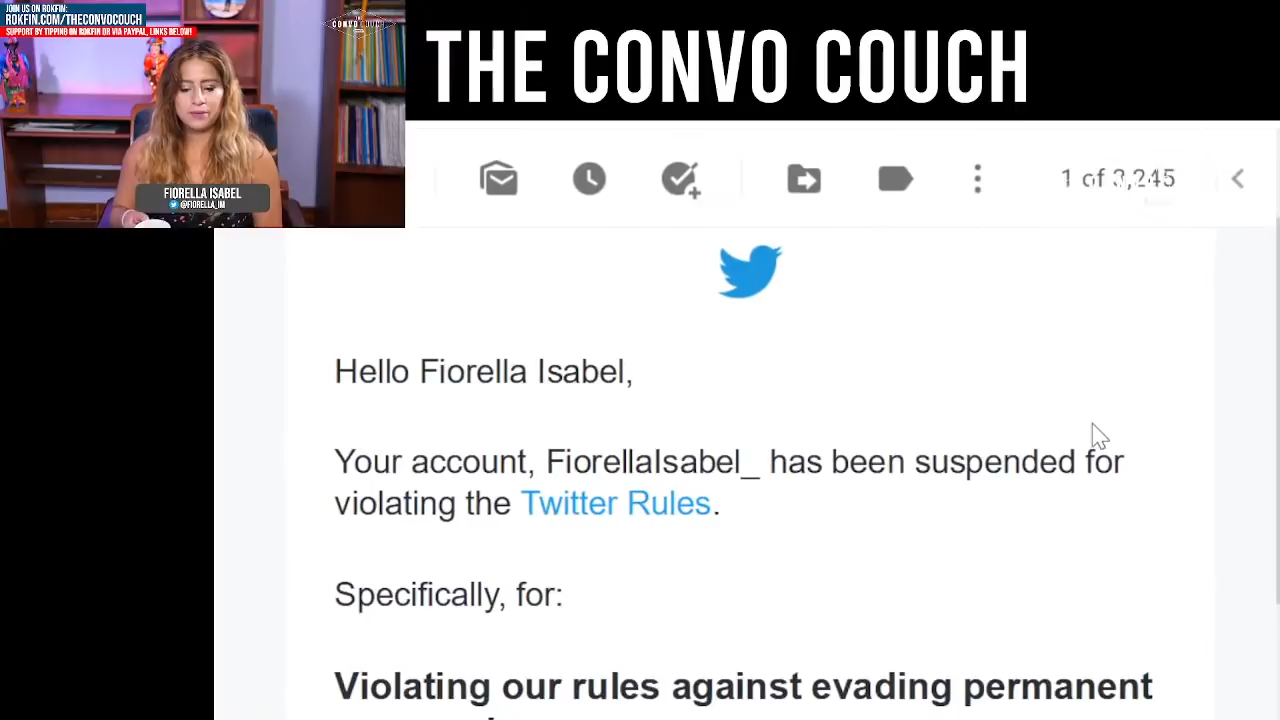 JOIN US ON ROKFIN:
ROKFIN.COM/THECONVOCOUCH
SUPPORT BY TIPPING ON ROKFIN OR VIA PAYPAL, LINKS BELOW!
CONVO COUCH
FIORELLA ISABEL
@FIORELLA_IM
THE CONVO COUCH
1 of 3,245
Hello Fiorella Isabel,
Your account, FiorellaIsabel_ has been suspended for
violating the Twitter Rules.
Specifically, for:
Violating our rules against evading permanent